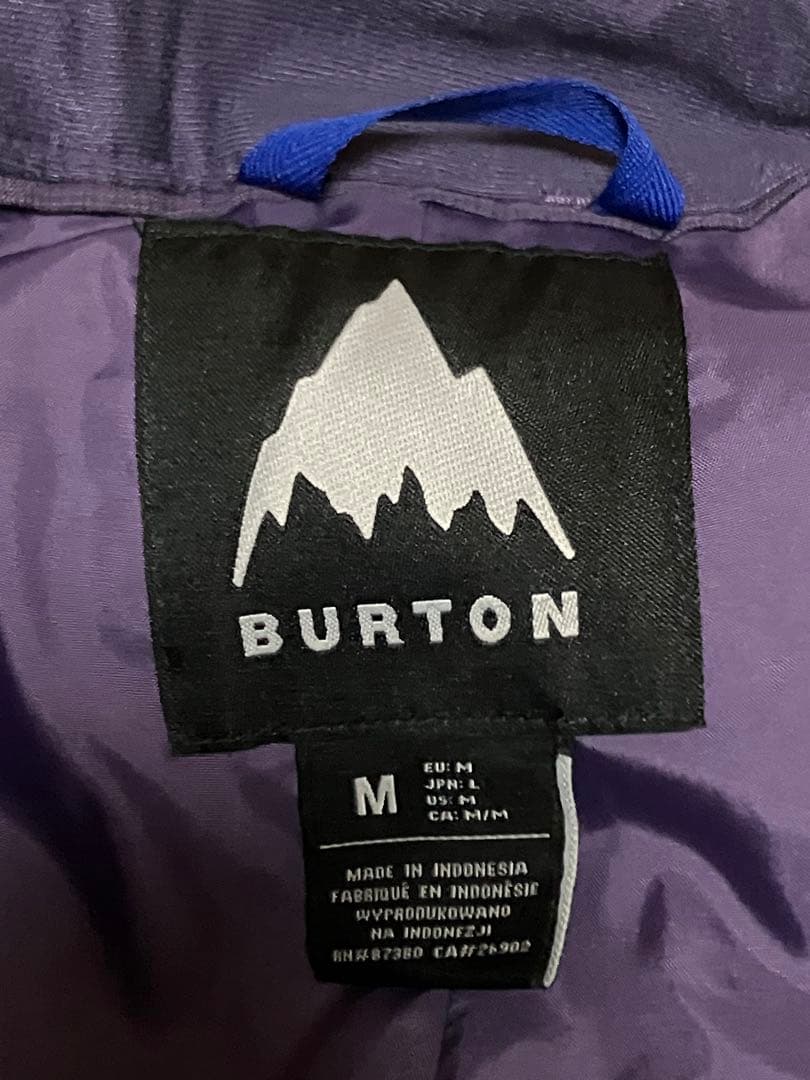 BURTON
M
EU: M
JPN: L
US: M
CA: M/M
MADE IN INDONESIA
FABRIQUÉ EN INDONÉSIE
WYPRODUKOWANO
NA INDONEZJI
RN#87380 CA#26902